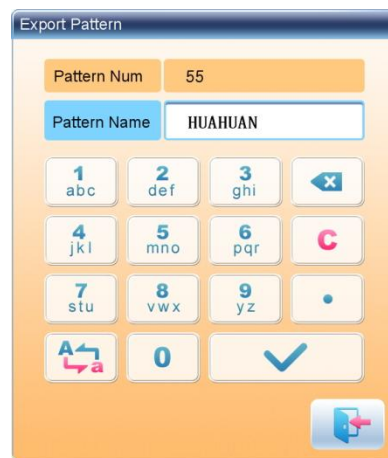 Export Pattern
Pattern Num 55
Pattern Name HUAHUAN
1 2 3
abc def ghi
4 5 6 C
jkl mno pqr
7 8 9 .
stu vwx yz
A a 0